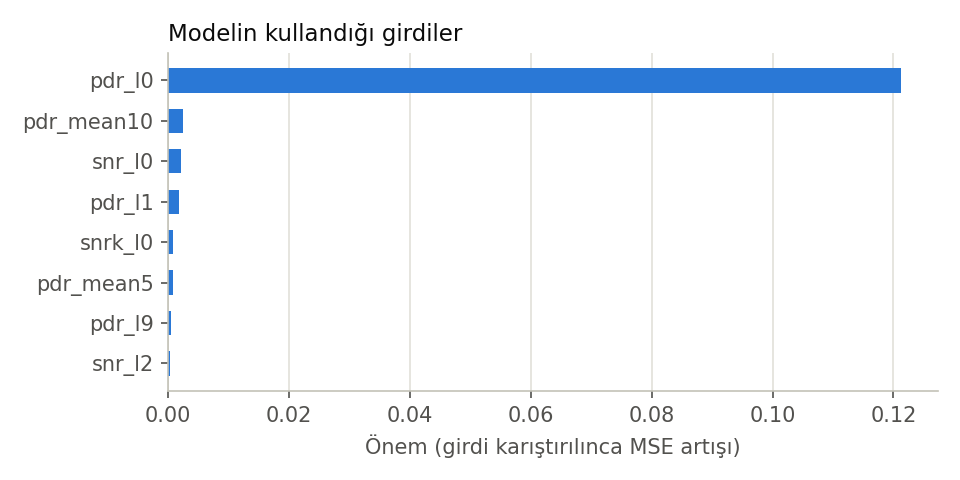 Modelin kullandığı girdiler
pdr_l0
pdr_mean10
snr_l0
pdr_l1
snrk_l0
pdr_mean5
pdr_l9
snr_l2
0.00 0.02 0.04 0.06 0.08 0.10 0.12
Önem (girdi karıştırılınca MSE artışı)